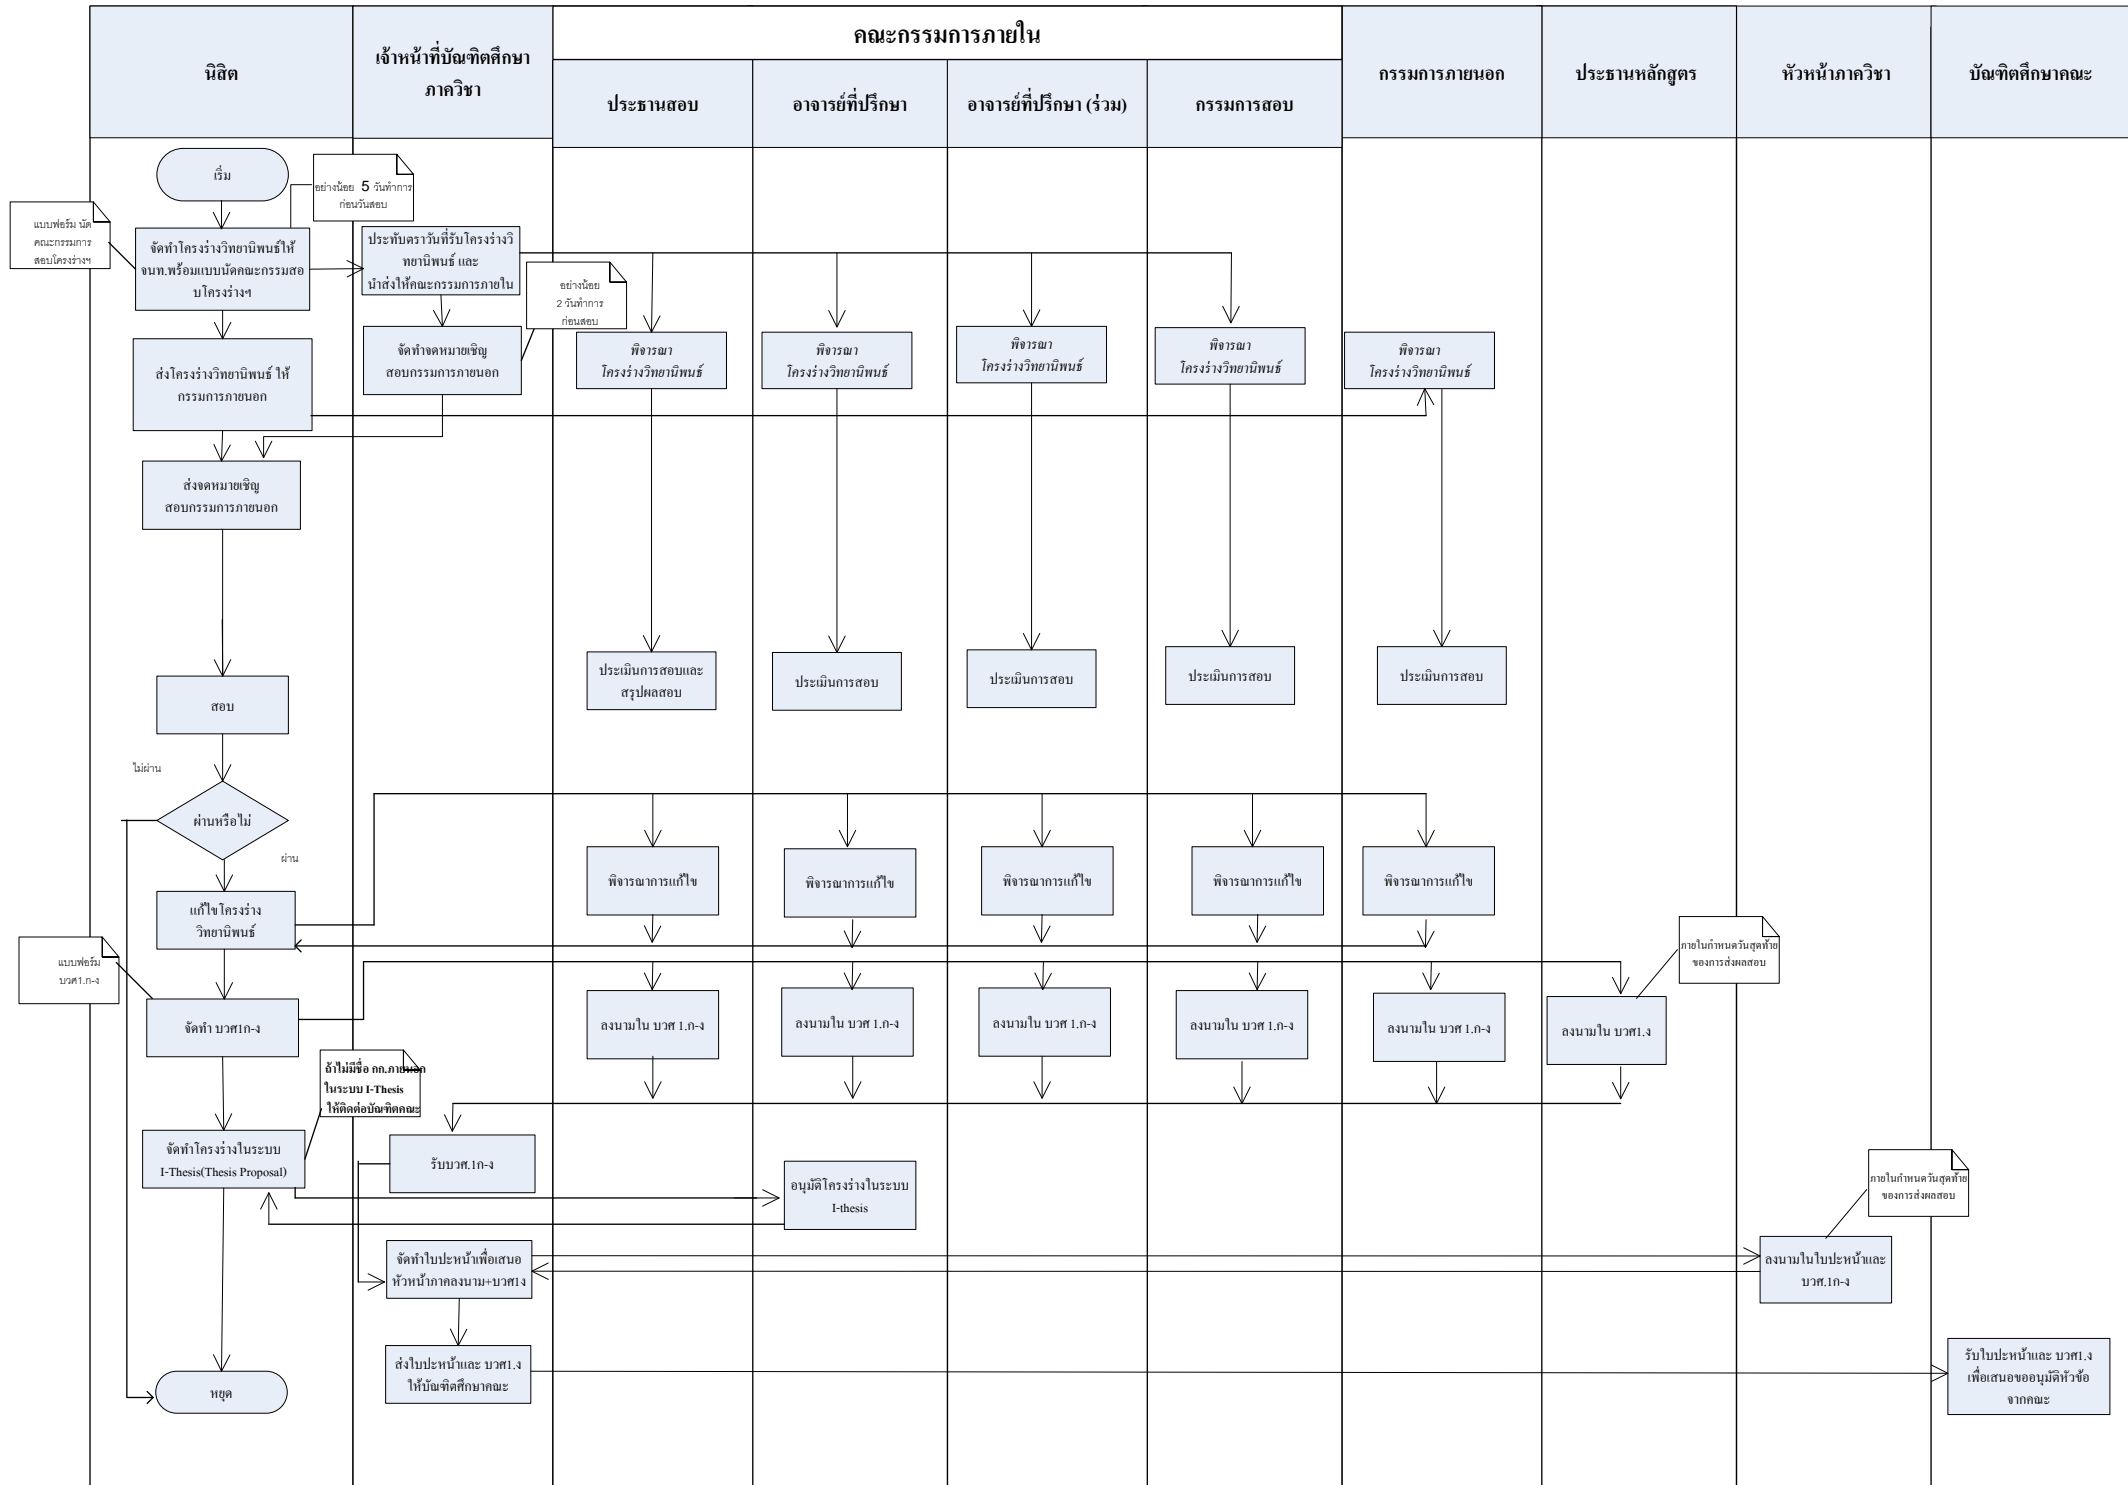 คณะกรรมการภายใน
นิสิต
เจ้าหน้าที่บัณฑิตศึกษา
ภาควิชา
ประธานสอบ
อาจารย์ที่ปรึกษา
อาจารย์ที่ปรึกษา (ร่วม)
กรรมการสอบ
กรรมการภายนอก
ประธานหลักสูตร
หัวหน้าภาควิชา
บัณฑิตศึกษาคณะ
เริ่ม
อย่างน้อย 5 วันทำการ
ก่อนวันสอบ
แบบฟอร์ม นัด
คณะกรรมการ
สอบโครงร่างฯ
จัดทำโครงร่างวิทยานิพนธ์ให้
จนท.พร้อมแบบนัดคณะกรรมสอ
บโครงร่างฯ
ประทับตราวันที่รับโครงร่างวิ
ทยานิพนธ์ และ
นำส่งให้คณะกรรมการภายใน
อย่างน้อย
2 วันทำการ
ก่อนสอบ
ส่งโครงร่างวิทยานิพนธ์ ให้
กรรมการภายนอก
จัดทำจดหมายเชิญ
สอบกรรมการภายนอก
พิจารณา
โครงร่างวิทยานิพนธ์
พิจารณา
โครงร่างวิทยานิพนธ์
พิจารณา
โครงร่างวิทยานิพนธ์
พิจารณา
โครงร่างวิทยานิพนธ์
พิจารณา
โครงร่างวิทยานิพนธ์
ส่งจดหมายเชิญ
สอบกรรมการภายนอก
สอบ
ประเมินการสอบและ
สรุปผลสอบ
ประเมินการสอบ
ประเมินการสอบ
ประเมินการสอบ
ประเมินการสอบ
ไม่ผ่าน
ผ่านหรือไม่
ผ่าน
แก้ไขโครงร่าง
วิทยานิพนธ์
พิจารณาการแก้ไข
พิจารณาการแก้ไข
พิจารณาการแก้ไข
พิจารณาการแก้ไข
พิจารณาการแก้ไข
ภายในกำหนดวันสุดท้าย
ของการส่งผลสอบ
แบบฟอร์ม
บวศ1.ก-ง
จัดทำ บวศ1ก-ง
ลงนามใน บวศ 1.ก-ง
ลงนามใน บวศ 1.ก-ง
ลงนามใน บวศ 1.ก-ง
ลงนามใน บวศ 1.ก-ง
ลงนามใน บวศ 1.ก-ง
ลงนามใน บวศ1.ง
ถ้าไม่มีชื่อ กก.ภายนอก
ในระบบ I-Thesis
ให้ติดต่อบัณฑิตคณะ
จัดทำโครงร่างในระบบ
I-Thesis(Thesis Proposal)
รับบวศ.1ก-ง
อนุมัติโครงร่างในระบบ
I-thesis
ภายในกำหนดวันสุดท้าย
ของการส่งผลสอบ
จัดทำใบปะหน้าเพื่อเสนอ
หัวหน้าภาคลงนาม+บวศ1ง
ลงนามในใบปะหน้าและ
บวศ.1ก-ง
หยุด
ส่งใบปะหน้าและ บวศ1.ง
ให้บัณฑิตศึกษาคณะ
รับใบปะหน้าและ บวศ1.ง
เพื่อเสนอขออนุมัติหัวข้อ
จากคณะ